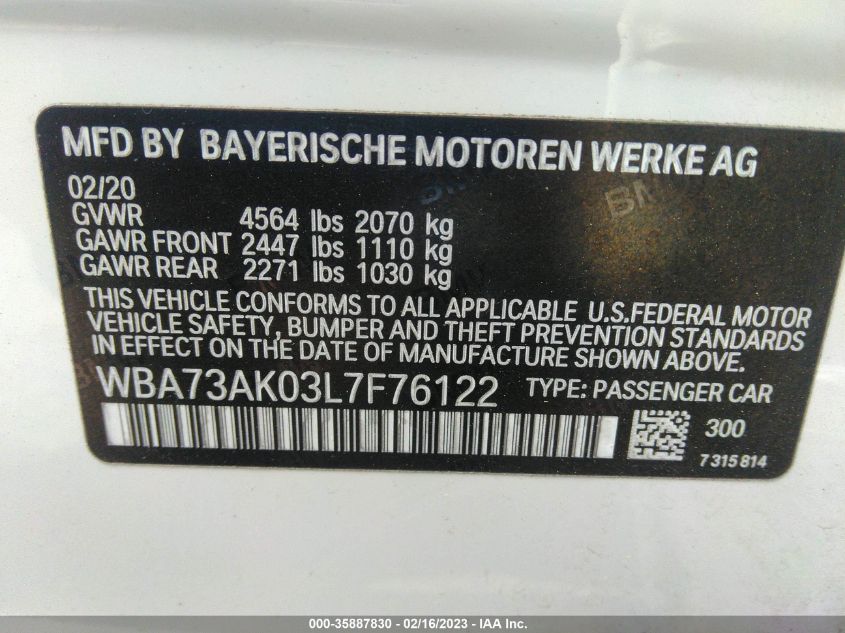 MFD BY BAYERISCHE MOTOREN WERKE AG
02/20
GVWR 4564 lbs 2070 kg
GAWR FRONT 2447 lbs 1110 kg
GAWR REAR 2271 lbs 1030 kg
THIS VEHICLE CONFORMS TO ALL APPLICABLE U.S.FEDERAL MOTOR
VEHICLE SAFETY, BUMPER AND THEFT PREVENTION STANDARDS
IN EFFECT ON THE DATE OF MANUFACTURE SHOWN ABOVE.
WBA73AK03L7F76122 TYPE: PASSENGER CAR
300
7 315 814
000-35887830 - 02/16/2023 - IAA Inc.